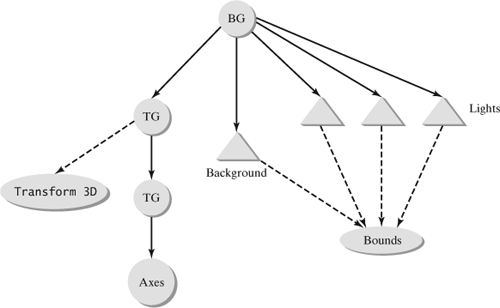 BG
Lights
TG
Background
Transform 3D
TG
Bounds
Axes